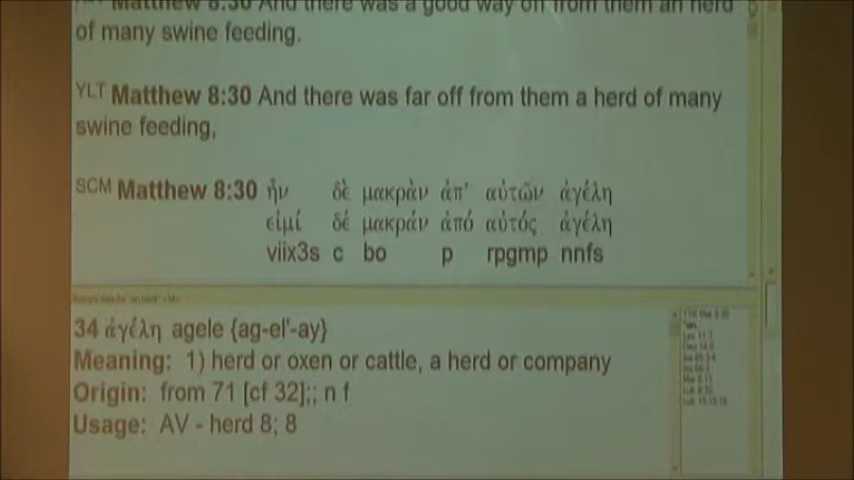 Matthew 8:30 And there was a good way off from them an herd
of many swine feeding.
YLT Matthew 8:30 And there was far off from them a herd of many
swine feeding,
SCM Matthew 8:30 ἦν δὲ μακρὰν ἀπ' αὐτῶν ἀγέλη
εἰμί δέ μακράν ἀπό αὐτός ἀγέλη
viix3s c bo p rpgmp nnfs
34 ἀγέλη agele {ag-el'-ay}
Meaning: 1) herd or oxen or cattle, a herd or company
Origin: from 71 [cf 32];; n f
Usage: AV - herd 8; 8